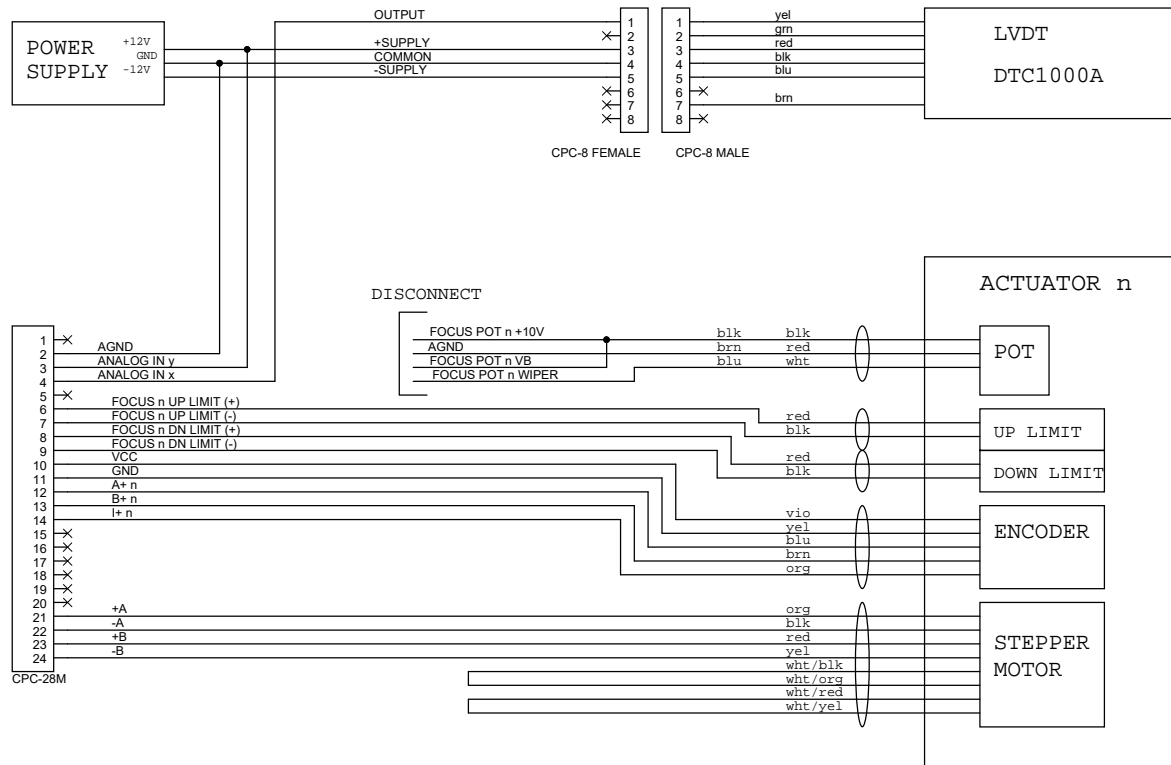 POWER
SUPPLY
+12V
GND
-12V
OUTPUT
+SUPPLY
COMMON
-SUPPLY
1
2
3
4
5
6
7
8
CPC-8 FEMALE
1
2
3
4
5
6
7
8
CPC-8 MALE
yel
grn
red
blk
blu
brn
LVDT
DTC1000A
DISCONNECT
FOCUS POT n +10V
AGND
FOCUS POT n VB
FOCUS POT n WIPER
blk blk
brn red
blu wht
ACTUATOR n
POT
UP LIMIT
DOWN LIMIT
ENCODER
STEPPER
MOTOR
1
2 AGND
3 ANALOG IN y
4 ANALOG IN x
5
6 FOCUS n UP LIMIT (+)
7 FOCUS n UP LIMIT (-)
8 FOCUS n DN LIMIT (+)
9 FOCUS n DN LIMIT (-)
10 VCC
11 GND
12 A+ n
13 B+ n
14 I+ n
15
16
17
18
19
20
21 +A
22 -A
23 +B
24 -B
CPC-28M
red
blk
red
blk
vio
yel
blu
brn
org
org
blk
red
yel
wht/blk
wht/org
wht/red
wht/yel